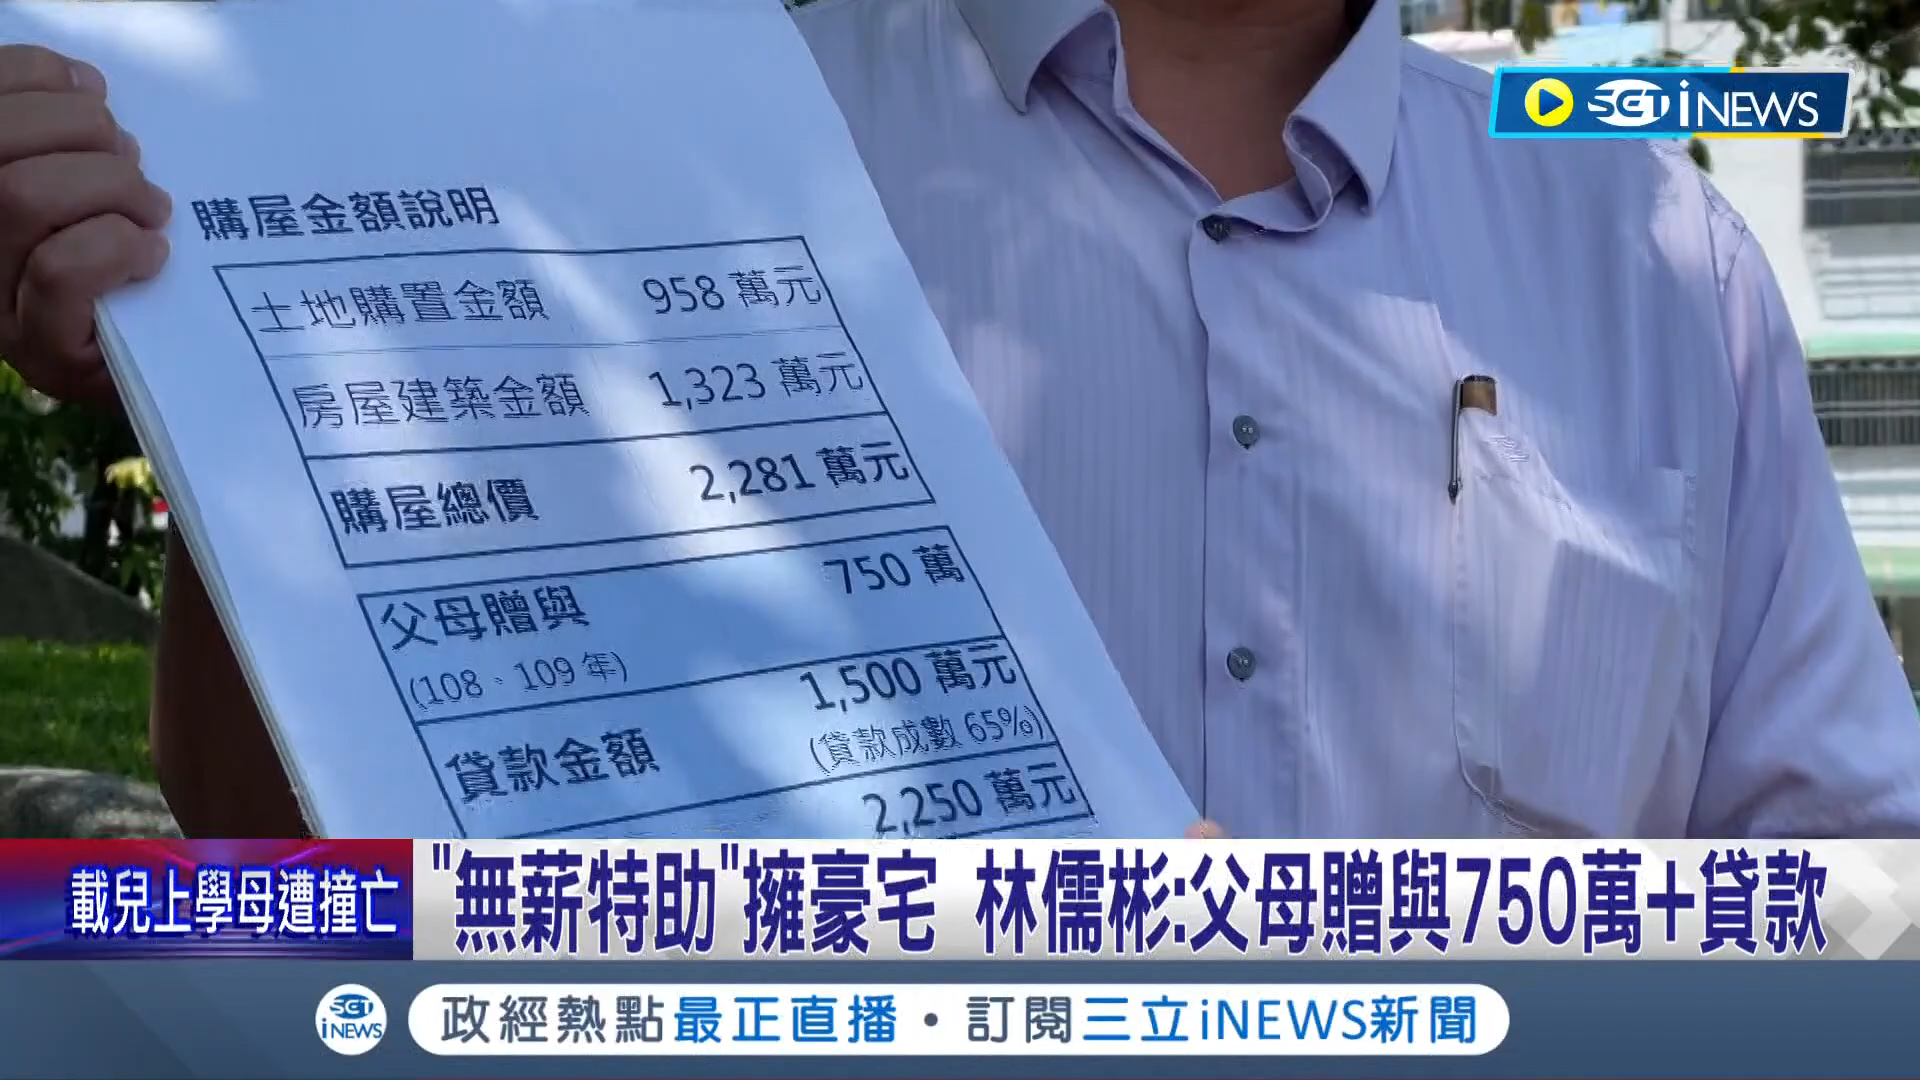 SET iNEWS
購屋金額說明
土地購置金額 958 萬元
房屋建築金額 1,323 萬元
購屋總價 2,281 萬元
父母贈與 750 萬
(108、109 年)
貸款金額 1,500 萬元
(貸款成數 65%)
2,250 萬元
載兒上學母遭撞亡
"無薪特助"擁豪宅 林儒彬:父母贈與750萬+貸款
SET iNEWS
政經熱點最正直播・訂閱三立iNEWS新聞